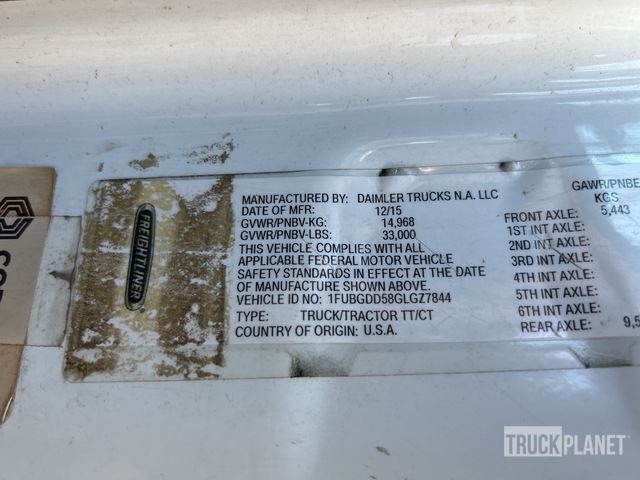 FREIGHTLINER
MANUFACTURED BY: DAIMLER TRUCKS N.A. LLC
DATE OF MFR: 12/15
GVWR/PNBV-KG: 14,968
GVWR/PNBV-LBS: 33,000
THIS VEHICLE COMPLIES WITH ALL
APPLICABLE FEDERAL MOTOR VEHICLE
SAFETY STANDARDS IN EFFECT AT THE DATE
OF MANUFACTURE SHOWN ABOVE.
VEHICLE ID NO: 1FUBGDD58GLGZ7844
TYPE: TRUCK/TRACTOR TT/CT
COUNTRY OF ORIGIN: U.S.A.
GAWR/PNBE
KGS
FRONT AXLE: 5,443
1ST INT AXLE:
2ND INT AXLE:
3RD INT AXLE:
4TH INT AXLE:
5TH INT AXLE:
6TH INT AXLE:
REAR AXLE: 9,5
TRUCKPLANET